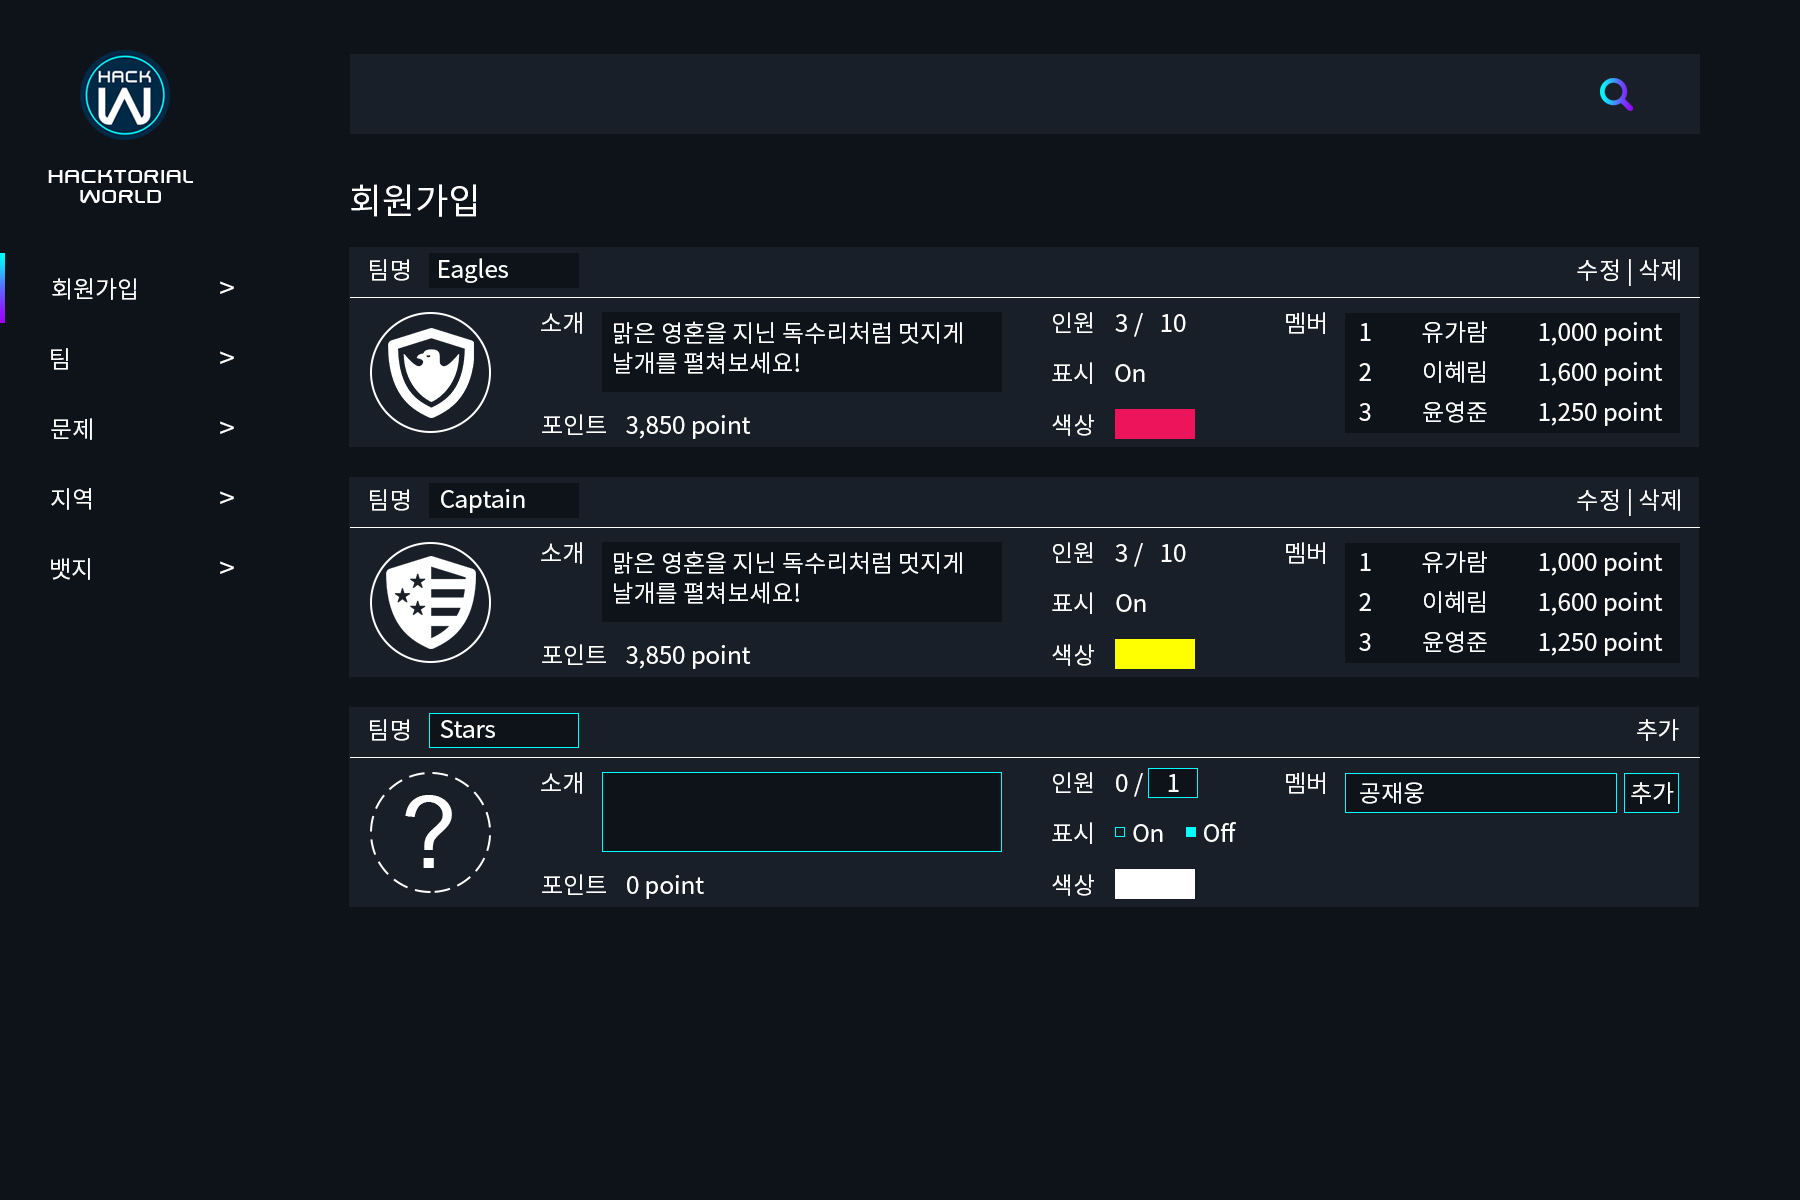 HACK
W
HACKTORIAL
WORLD
회원가입 >
팀 >
문제 >
지역 >
뱃지 >
회원가입
팀명 Eagles 수정 | 삭제
소개 맑은 영혼을 지닌 독수리처럼 멋지게
날개를 펼쳐보세요!
포인트 3,850 point
인원 3 / 10
표시 On
색상
멤버 1 유가람 1,000 point
2 이혜림 1,600 point
3 윤영준 1,250 point
팀명 Captain 수정 | 삭제
소개 맑은 영혼을 지닌 독수리처럼 멋지게
날개를 펼쳐보세요!
포인트 3,850 point
인원 3 / 10
표시 On
색상
멤버 1 유가람 1,000 point
2 이혜림 1,600 point
3 윤영준 1,250 point
팀명 Stars 추가
?
소개
포인트 0 point
인원 0 / 1
표시 On Off
색상
멤버 공재웅 추가